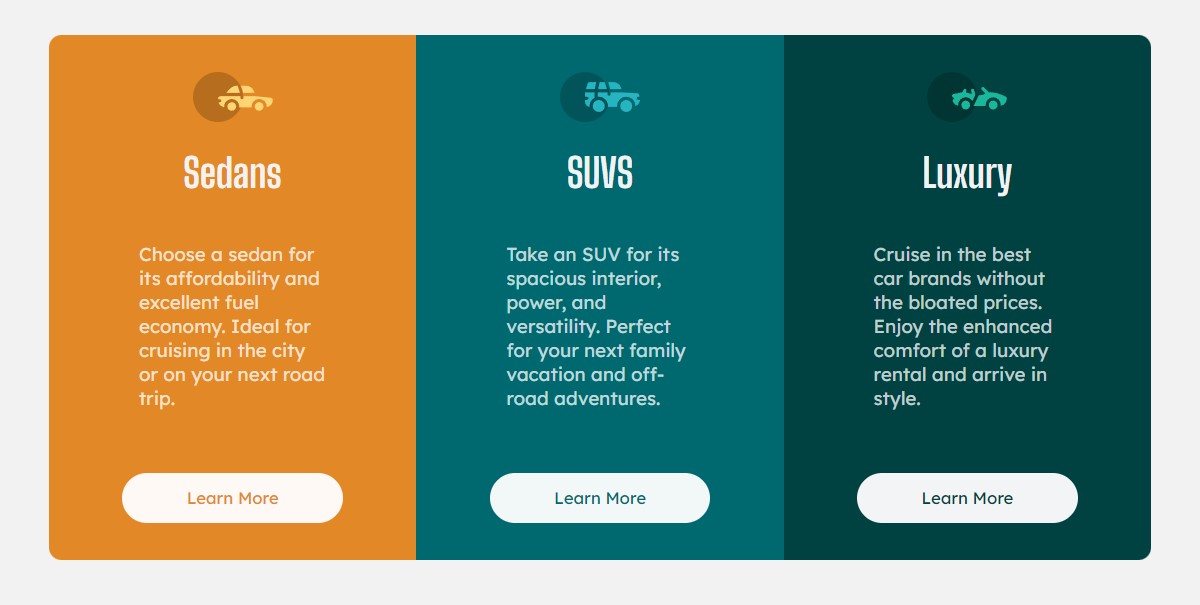 Sedans
Choose a sedan for
its affordability and
excellent fuel
economy. Ideal for
cruising in the city
or on your next road
trip.
Learn More
SUVS
Take an SUV for its
spacious interior,
power, and
versatility. Perfect
for your next family
vacation and off-
road adventures.
Learn More
Luxury
Cruise in the best
car brands without
the bloated prices.
Enjoy the enhanced
comfort of a luxury
rental and arrive in
style.
Learn More